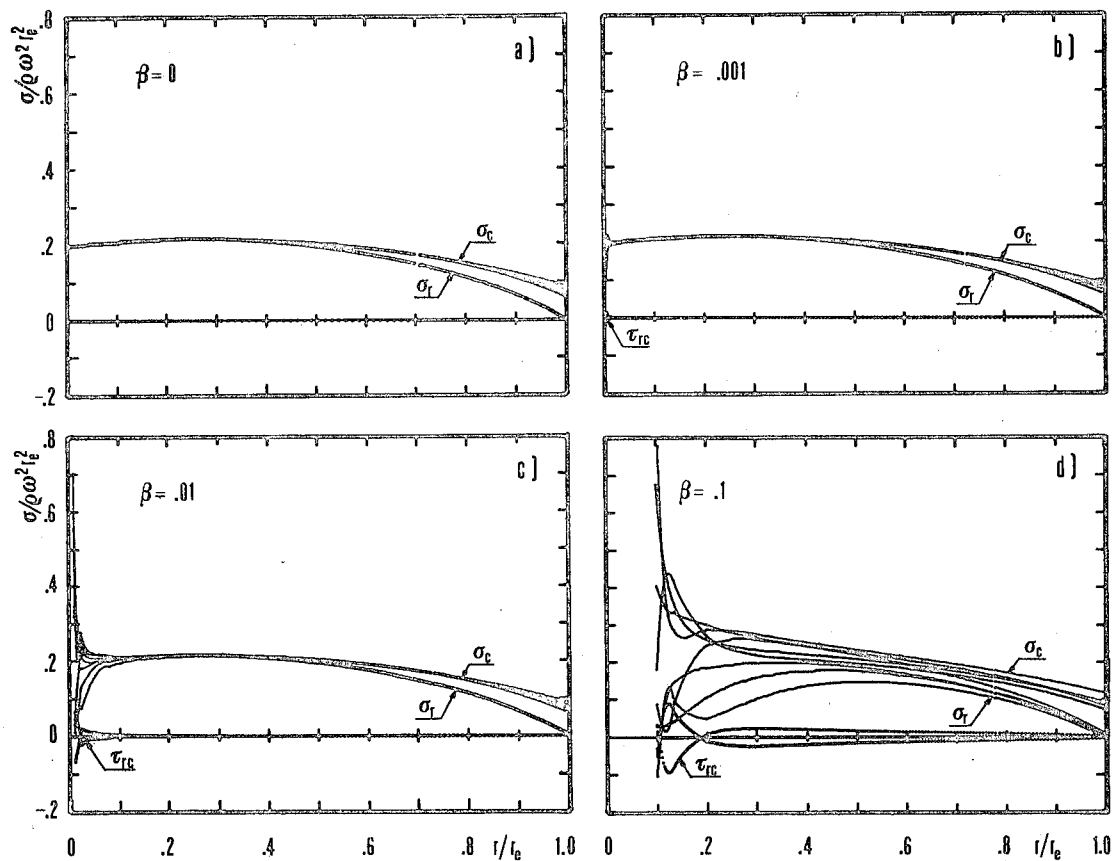 σ/ϱω²r_e²
.8
.6
.4
.2
0
-.2
a)
β= 0
σ_c
σ_r
b)
β= .001
σ_c
σ_r
τ_rc
σ/ϱω²r_e²
.8
.6
.4
.2
0
-.2
c)
β= .01
σ_c
σ_r
τ_rc
0 .2 .4 .6 .8 r/r_e 1.0
d)
β= .1
σ_c
σ_r
τ_rc
0 .2 .4 .6 .8 r/r_e 1.0